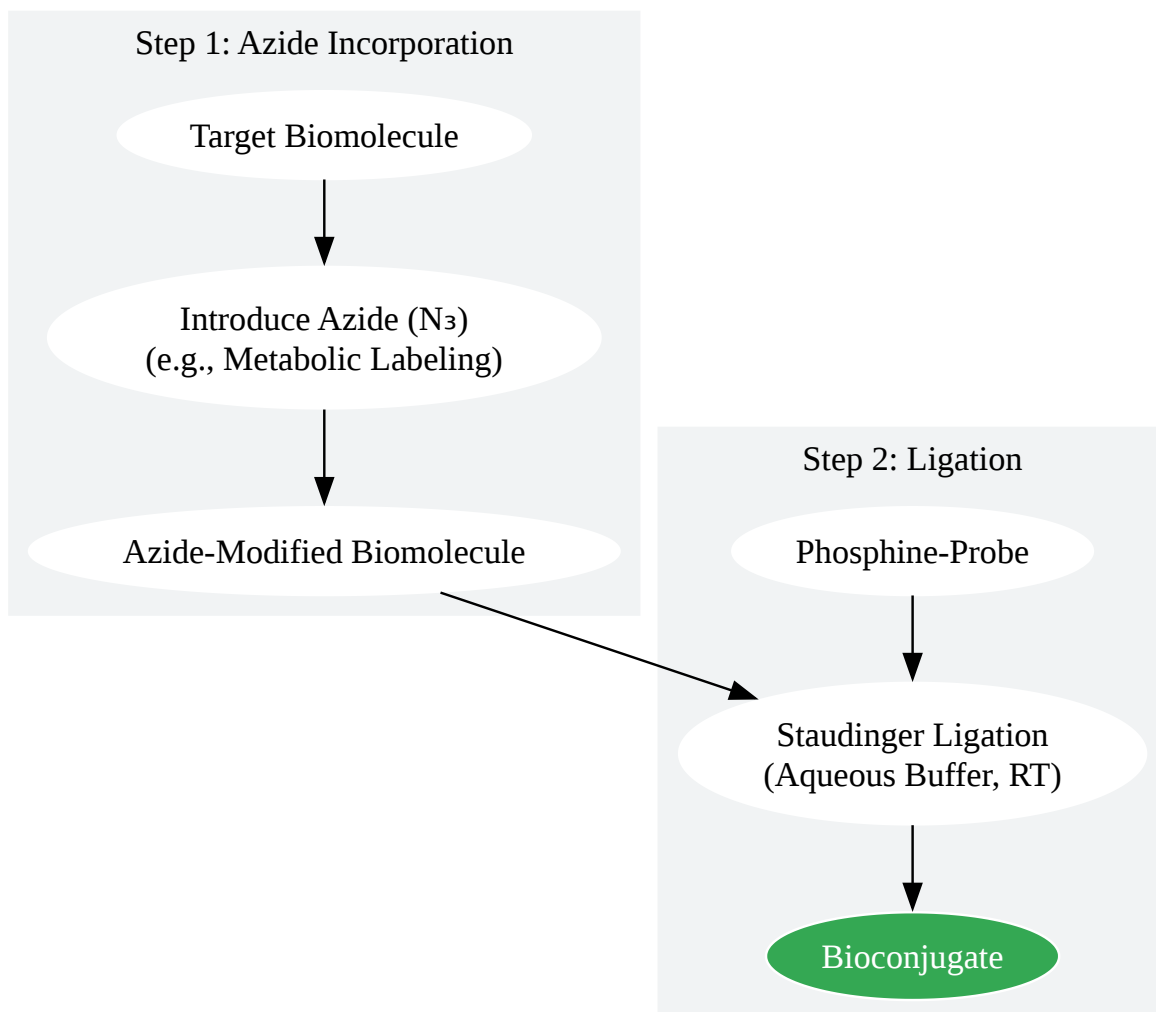 Step 1: Azide Incorporation
Target Biomolecule
Introduce Azide (N₃)
(e.g., Metabolic Labeling)
Azide-Modified Biomolecule
Step 2: Ligation
Phosphine-Probe
Staudinger Ligation
(Aqueous Buffer, RT)
Bioconjugate